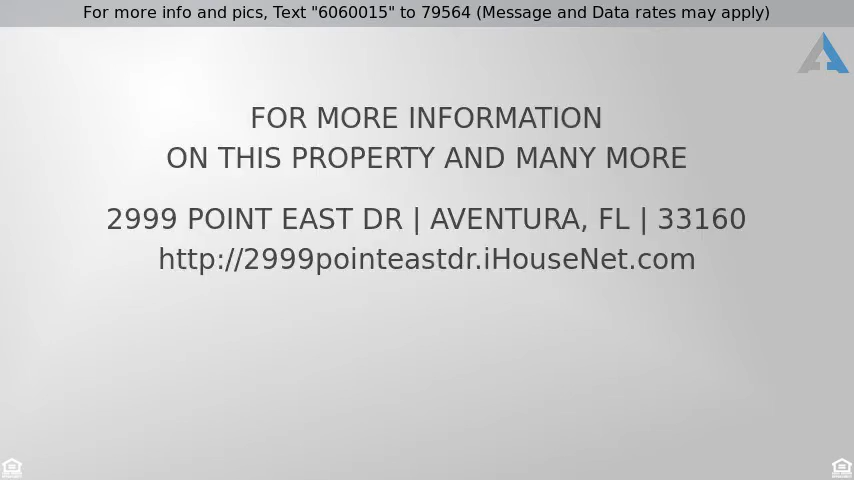 For more info and pics, Text "6060015" to 79564 (Message and Data rates may apply)
FOR MORE INFORMATION
ON THIS PROPERTY AND MANY MORE
2999 POINT EAST DR | AVENTURA, FL | 33160
http://2999pointeastdr.iHouseNet.com